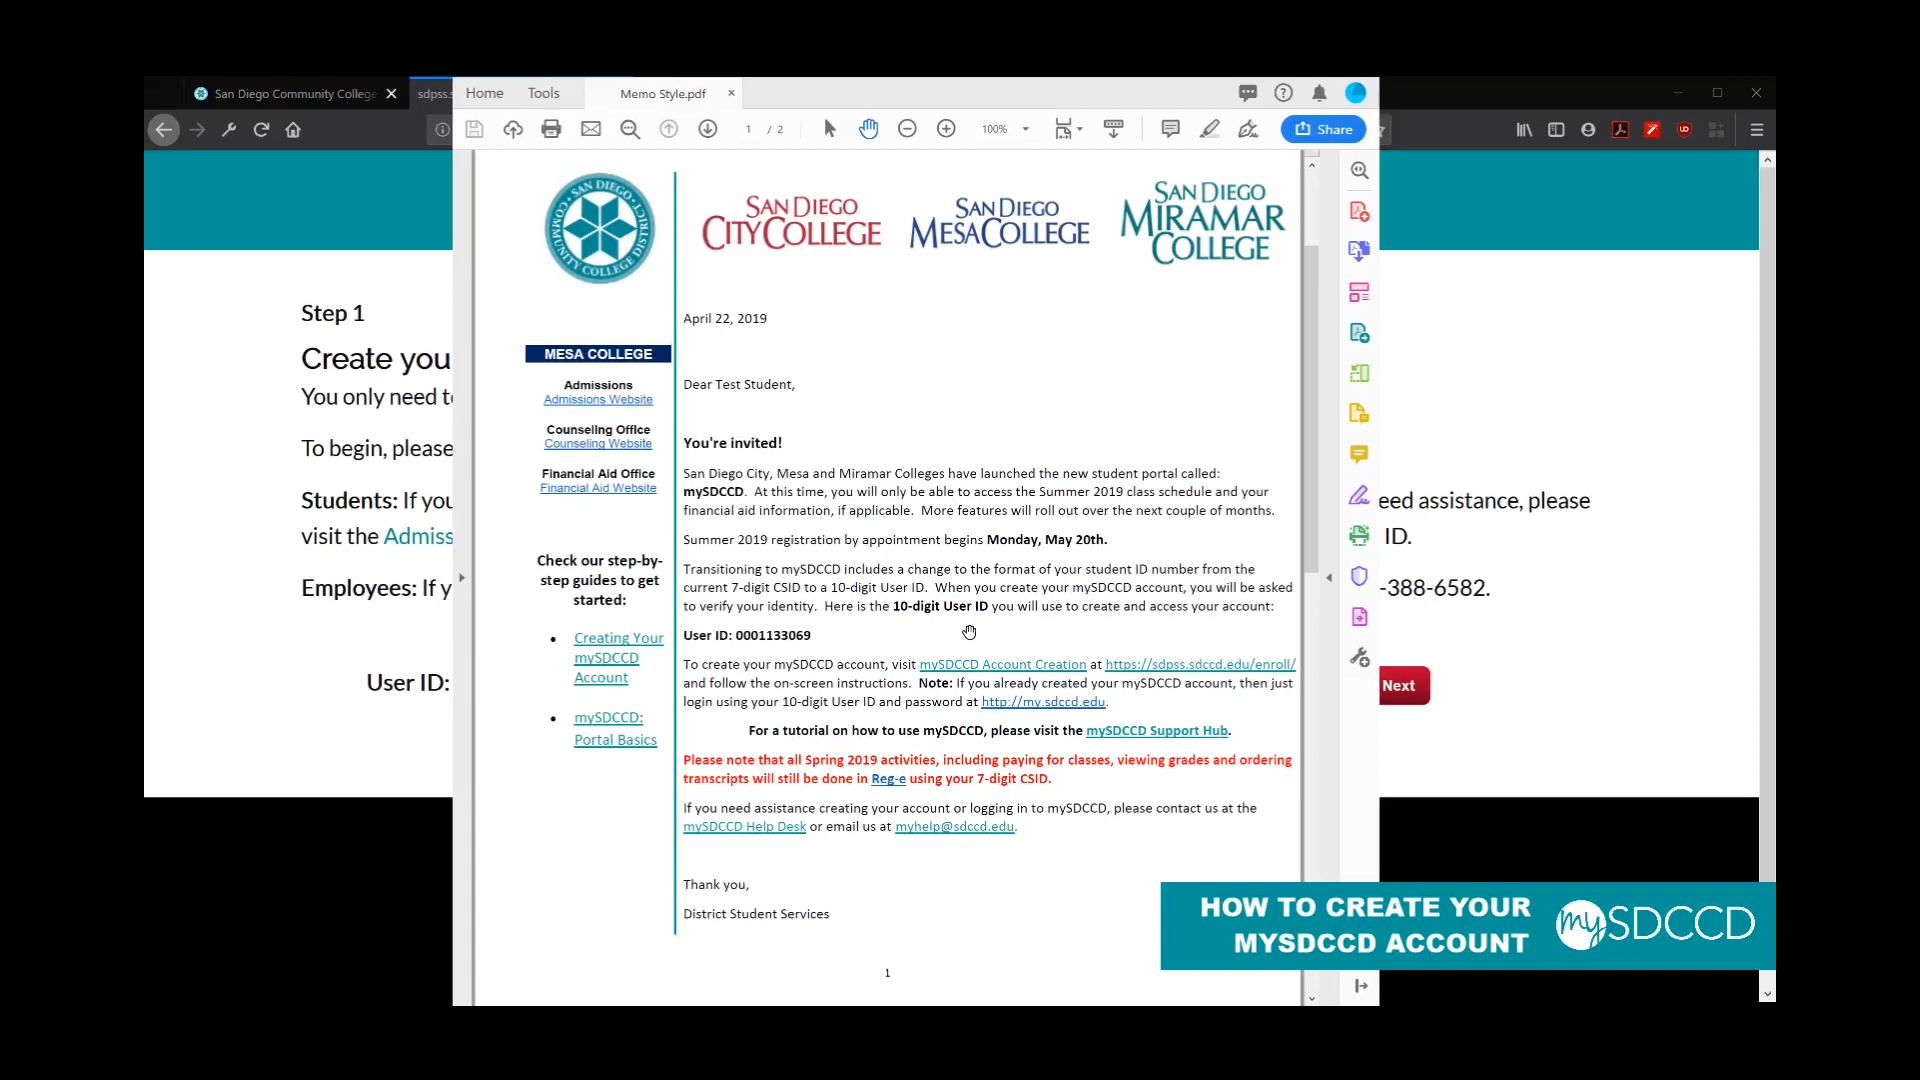 San Diego Community College
sdpss.s
Home
Tools
Memo Style.pdf
1 / 2
100%
Share
SAN DIEGO COMMUNITY COLLEGE DISTRICT
SAN DIEGO
CITY COLLEGE
SAN DIEGO
MESA COLLEGE
SAN DIEGO
MIRAMAR
COLLEGE
Step 1
Create you
You only need to
To begin, please
Students: If you
visit the Admiss
Employees: If y
User ID:
eed assistance, please
ID.
-388-6582.
Next
MESA COLLEGE
Admissions
Admissions Website
Counseling Office
Counseling Website
Financial Aid Office
Financial Aid Website
Check our step-by-
step guides to get
started:
• Creating Your
mySDCCD
Account
• mySDCCD:
Portal Basics
April 22, 2019
Dear Test Student,
You're invited!
San Diego City, Mesa and Miramar Colleges have launched the new student portal called:
mySDCCD. At this time, you will only be able to access the Summer 2019 class schedule and your
financial aid information, if applicable. More features will roll out over the next couple of months.
Summer 2019 registration by appointment begins Monday, May 20th.
Transitioning to mySDCCD includes a change to the format of your student ID number from the
current 7-digit CSID to a 10-digit User ID. When you create your mySDCCD account, you will be asked
to verify your identity. Here is the 10-digit User ID you will use to create and access your account:
User ID: 0001133069
To create your mySDCCD account, visit mySDCCD Account Creation at https://sdpss.sdccd.edu/enroll/
and follow the on-screen instructions. Note: If you already created your mySDCCD account, then just
login using your 10-digit User ID and password at http://my.sdccd.edu.
For a tutorial on how to use mySDCCD, please visit the mySDCCD Support Hub.
Please note that all Spring 2019 activities, including paying for classes, viewing grades and ordering
transcripts will still be done in Reg-e using your 7-digit CSID.
If you need assistance creating your account or logging in to mySDCCD, please contact us at the
mySDCCD Help Desk or email us at myhelp@sdccd.edu.
Thank you,
District Student Services
1
HOW TO CREATE YOUR
MYSDCCD ACCOUNT
mySDCCD